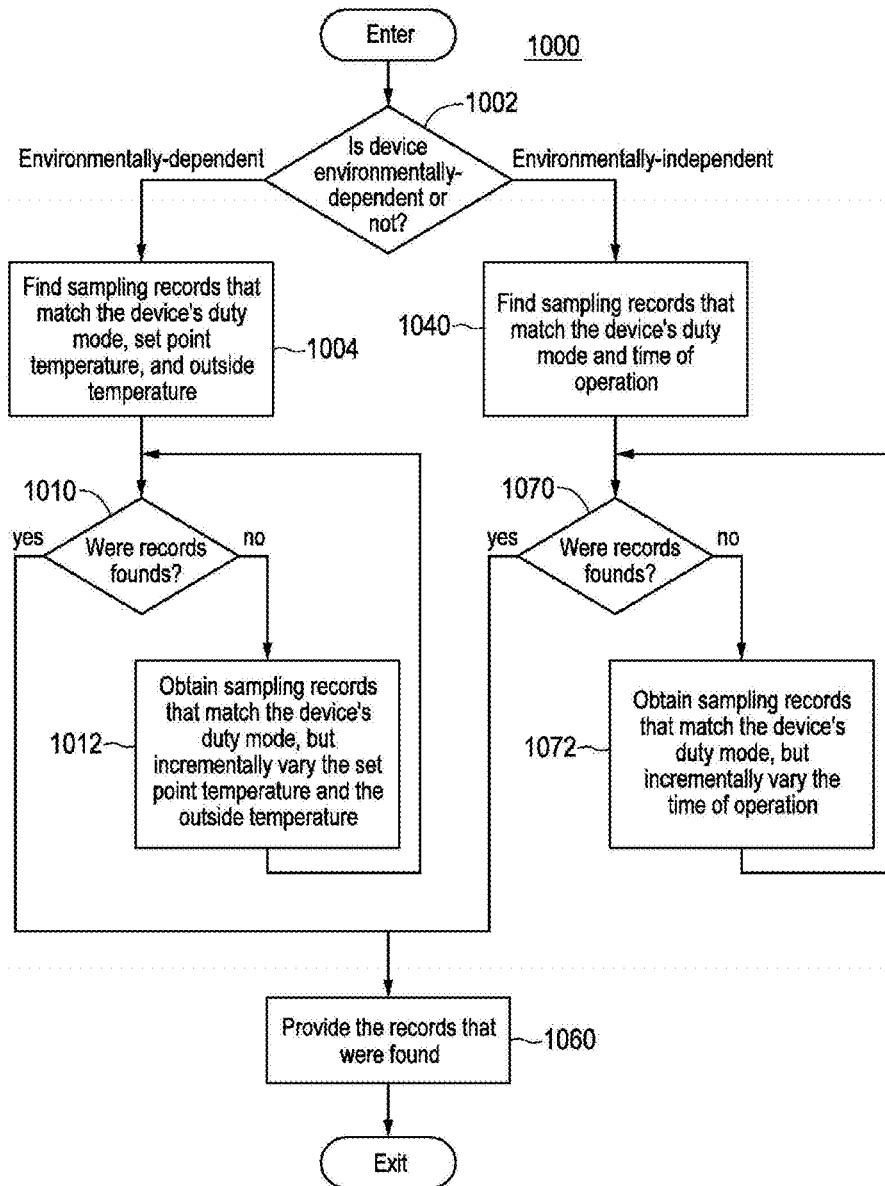 Enter
1000
1002
Is device
environmentally-
dependent or
not?
Environmentally-dependent
Environmentally-independent
Find sampling records that
match the device's duty
mode, set point
temperature, and outside
temperature
1004
1040
Find sampling records that
match the device's duty
mode and time of
operation
1010
yes
Were records
founds?
no
1070
yes
Were records
founds?
no
1012
Obtain sampling records
that match the device's
duty mode, but
incrementally vary the set
point temperature and the
outside temperature
1072
Obtain sampling records
that match the device's
duty mode, but
incrementally vary the
time of operation
Provide the records that
were found
1060
Exit